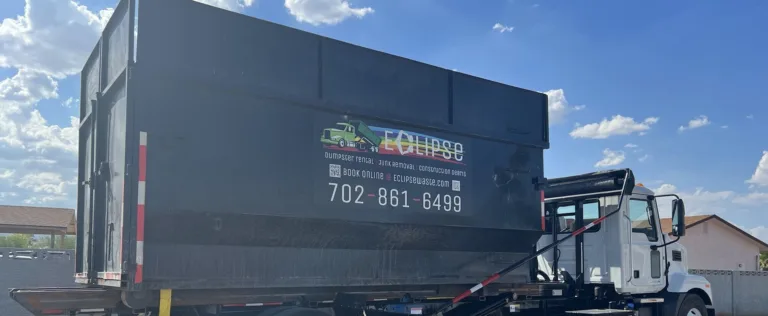 ECLIPSE
DUMPSTER RENTAL · JUNK REMOVAL · CONSTRUCTION DEBRIS
BOOK ONLINE @ ECLIPSEWASTE.COM
702-861-6499